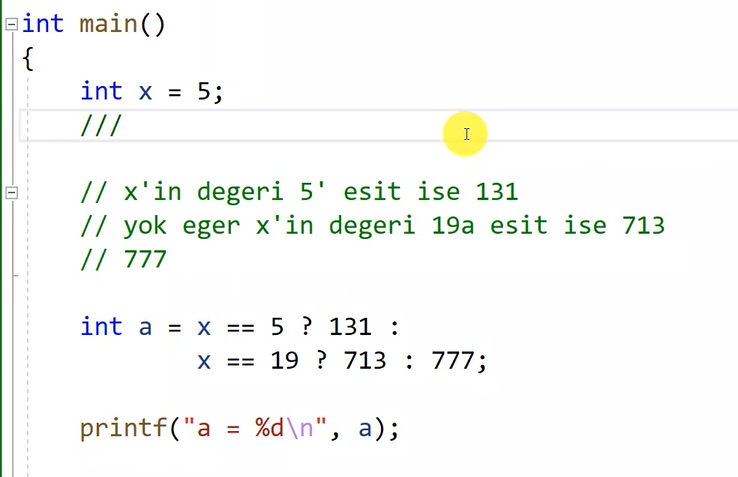 int main()
{
int x = 5;
///
// x'in degeri 5' esit ise 131
// yok eger x'in degeri 19a esit ise 713
// 777
int a = x == 5 ? 131 :
x == 19 ? 713 : 777;
printf("a = %d\n", a);